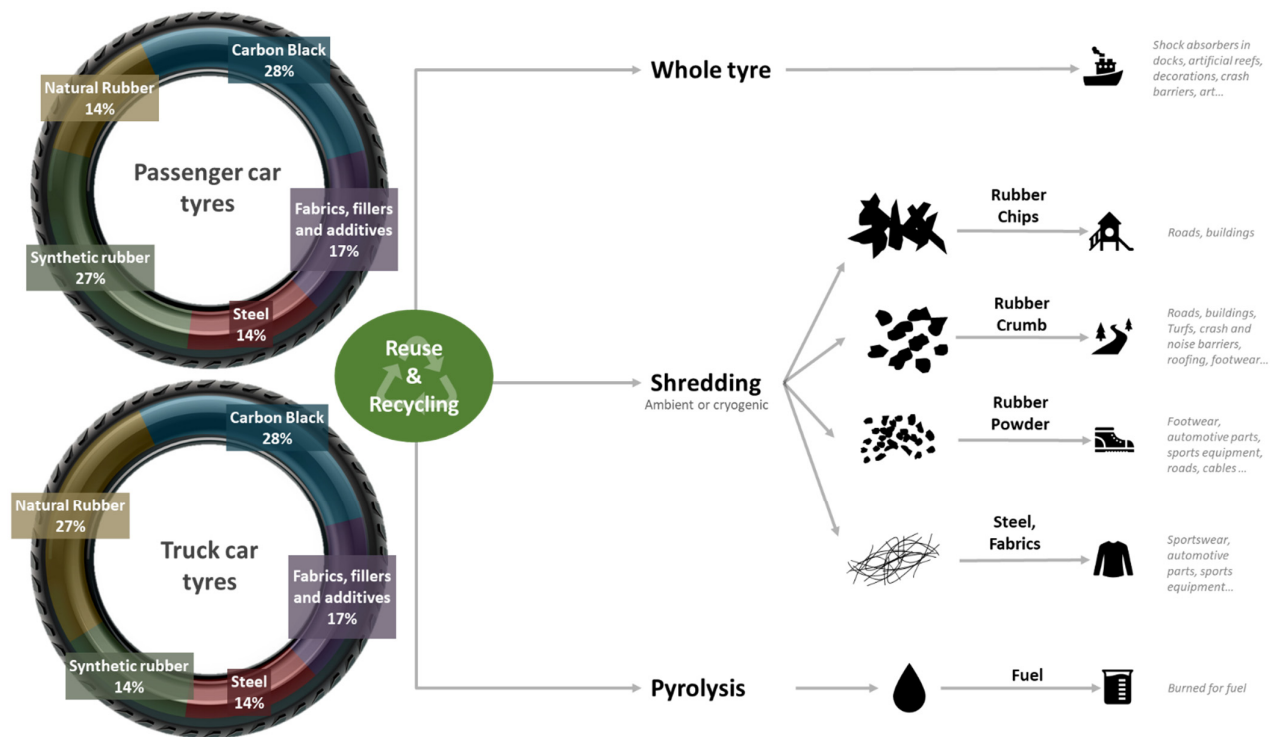 Carbon Black
28%
Natural Rubber
14%
Passenger car
tyres
Fabrics, fillers
and additives
17%
Synthetic rubber
27%
Steel
14%
Carbon Black
28%
Natural Rubber
27%
Truck car
tyres
Fabrics, fillers
and additives
17%
Synthetic rubber
14%
Steel
14%
Reuse
&
Recycling
Whole tyre
Shock absorbers in
docks, artificial reefs,
decorations, crash
barriers, art...
Shredding
Ambient or cryogenic
Rubber
Chips
Roads, buildings
Rubber
Crumb
Roads, buildings,
Turfs, crash and
noise barriers,
roofing, footwear...
Rubber
Powder
Footwear,
automotive parts,
sports equipment,
roads, cables ...
Steel,
Fabrics
Sportswear,
automotive
parts, sports
equipment...
Pyrolysis
Fuel
Burned for fuel